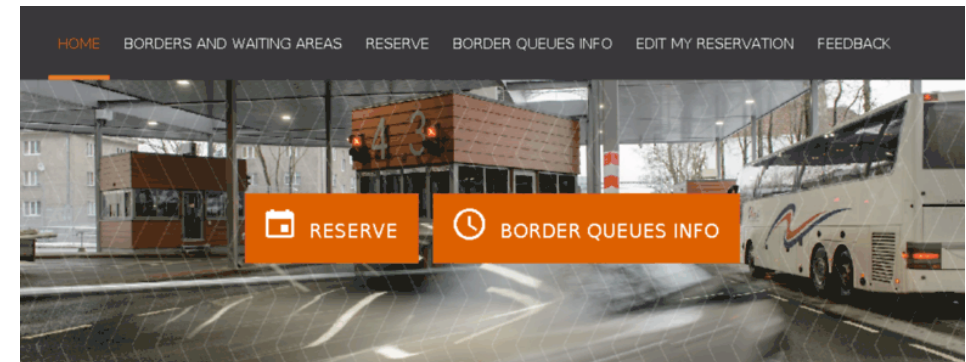 HOME BORDERS AND WAITING AREAS RESERVE BORDER QUEUES INFO EDIT MY RESERVATION FEEDBACK
4 3
RESERVE BORDER QUEUES INFO